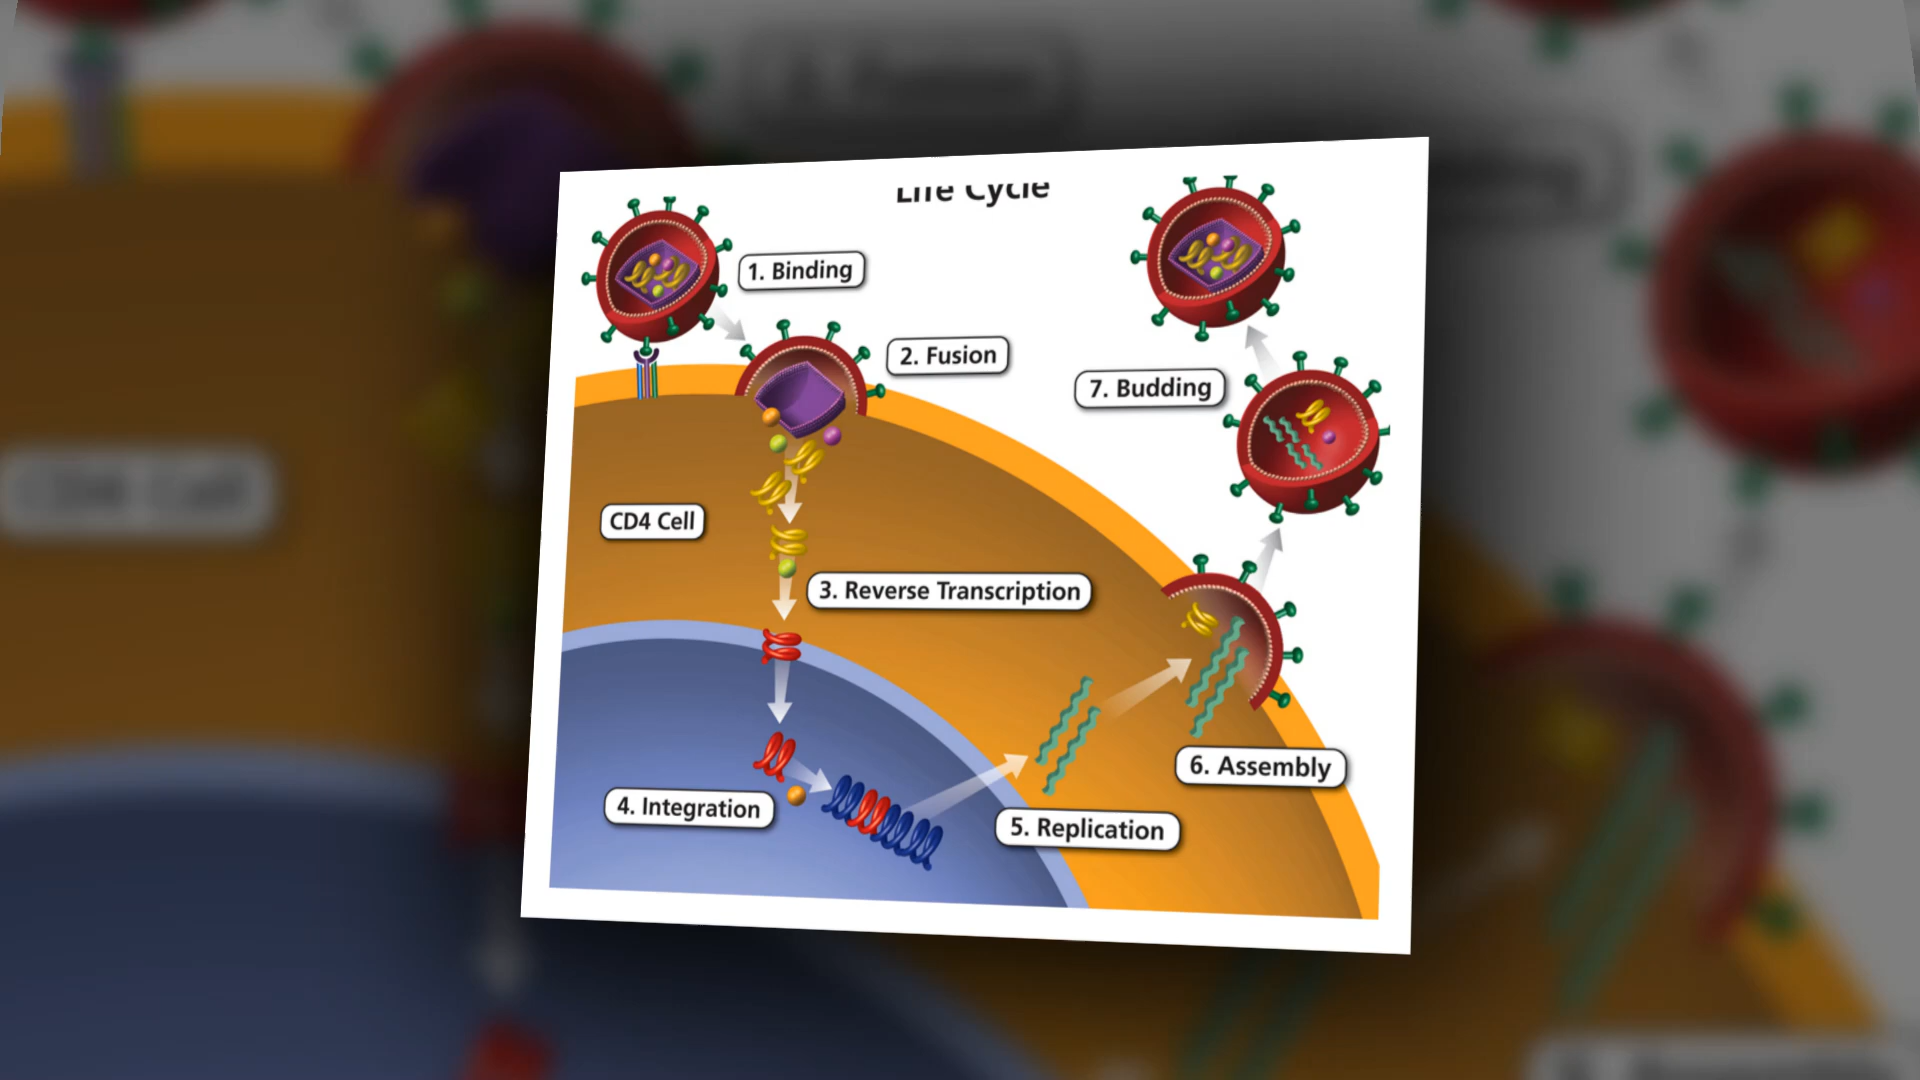 Life Cycle
1. Binding
2. Fusion
7. Budding
CD4 Cell
3. Reverse Transcription
6. Assembly
4. Integration
5. Replication